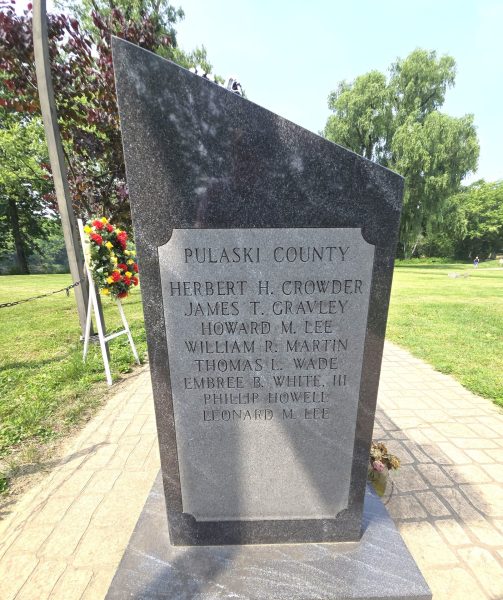 PULASKI COUNTY
HERBERT H. CROWDER
JAMES T. GRAVLEY
HOWARD M. LEE
WILLIAM R. MARTIN
THOMAS L. WADE
EMBREE B. WHITE, III
PHILLIP HOWELL
LEONARD M. LEE